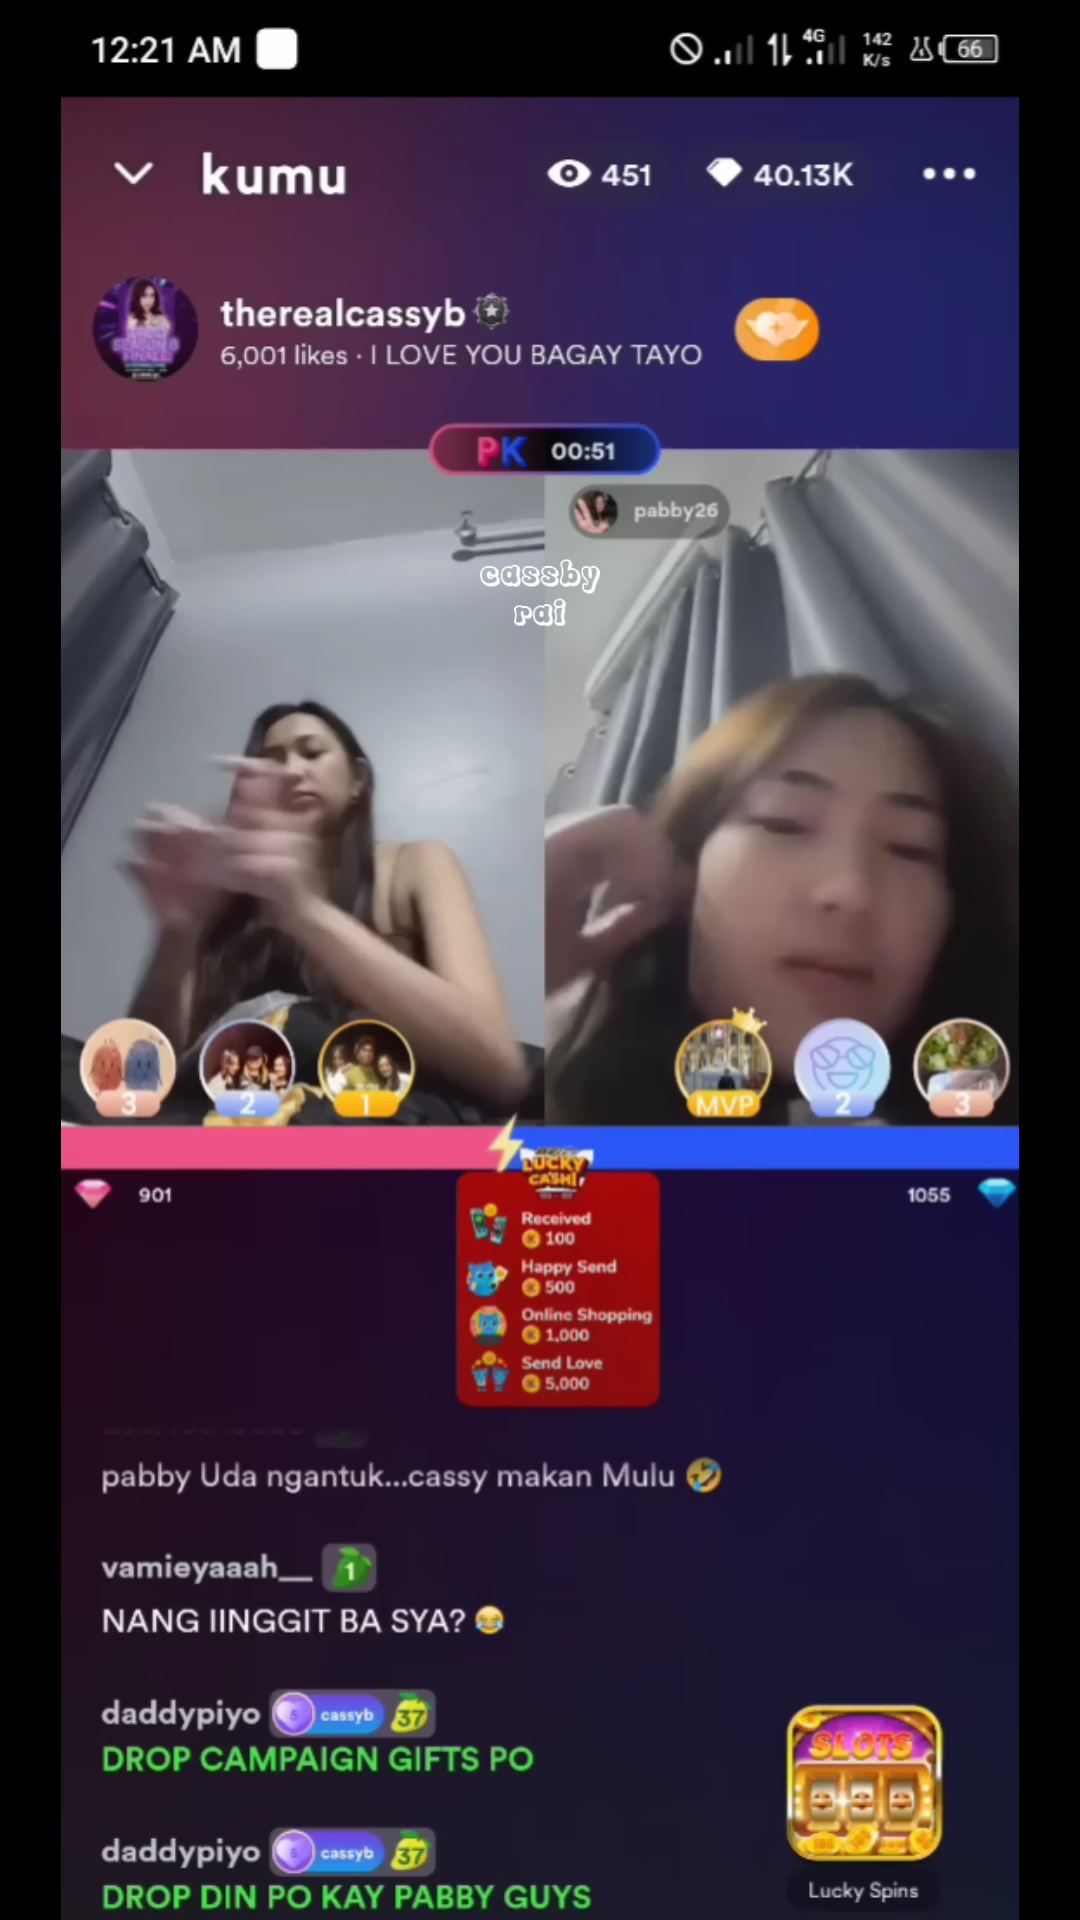 12:21 AM
4G
142
K/s
66
kumu
451
40.13K
therealcassyb
6,001 likes · I LOVE YOU BAGAY TAYO
PK 00:51
pabby26
cassby
rai
3
2
1
MVP
2
3
LUCKY
CASH!
901
1055
Received
100
Happy Send
500
Online Shopping
1,000
Send Love
5,000
pabby Uda ngantuk...cassy makan Mulu 🤣
vamieyaaah__ 1
NANG IINGGIT BA SYA? 😂
daddypiyo 5 cassyb 37
DROP CAMPAIGN GIFTS PO
daddypiyo 5 cassyb 37
DROP DIN PO KAY PABBY GUYS
SLOTS
Lucky Spins